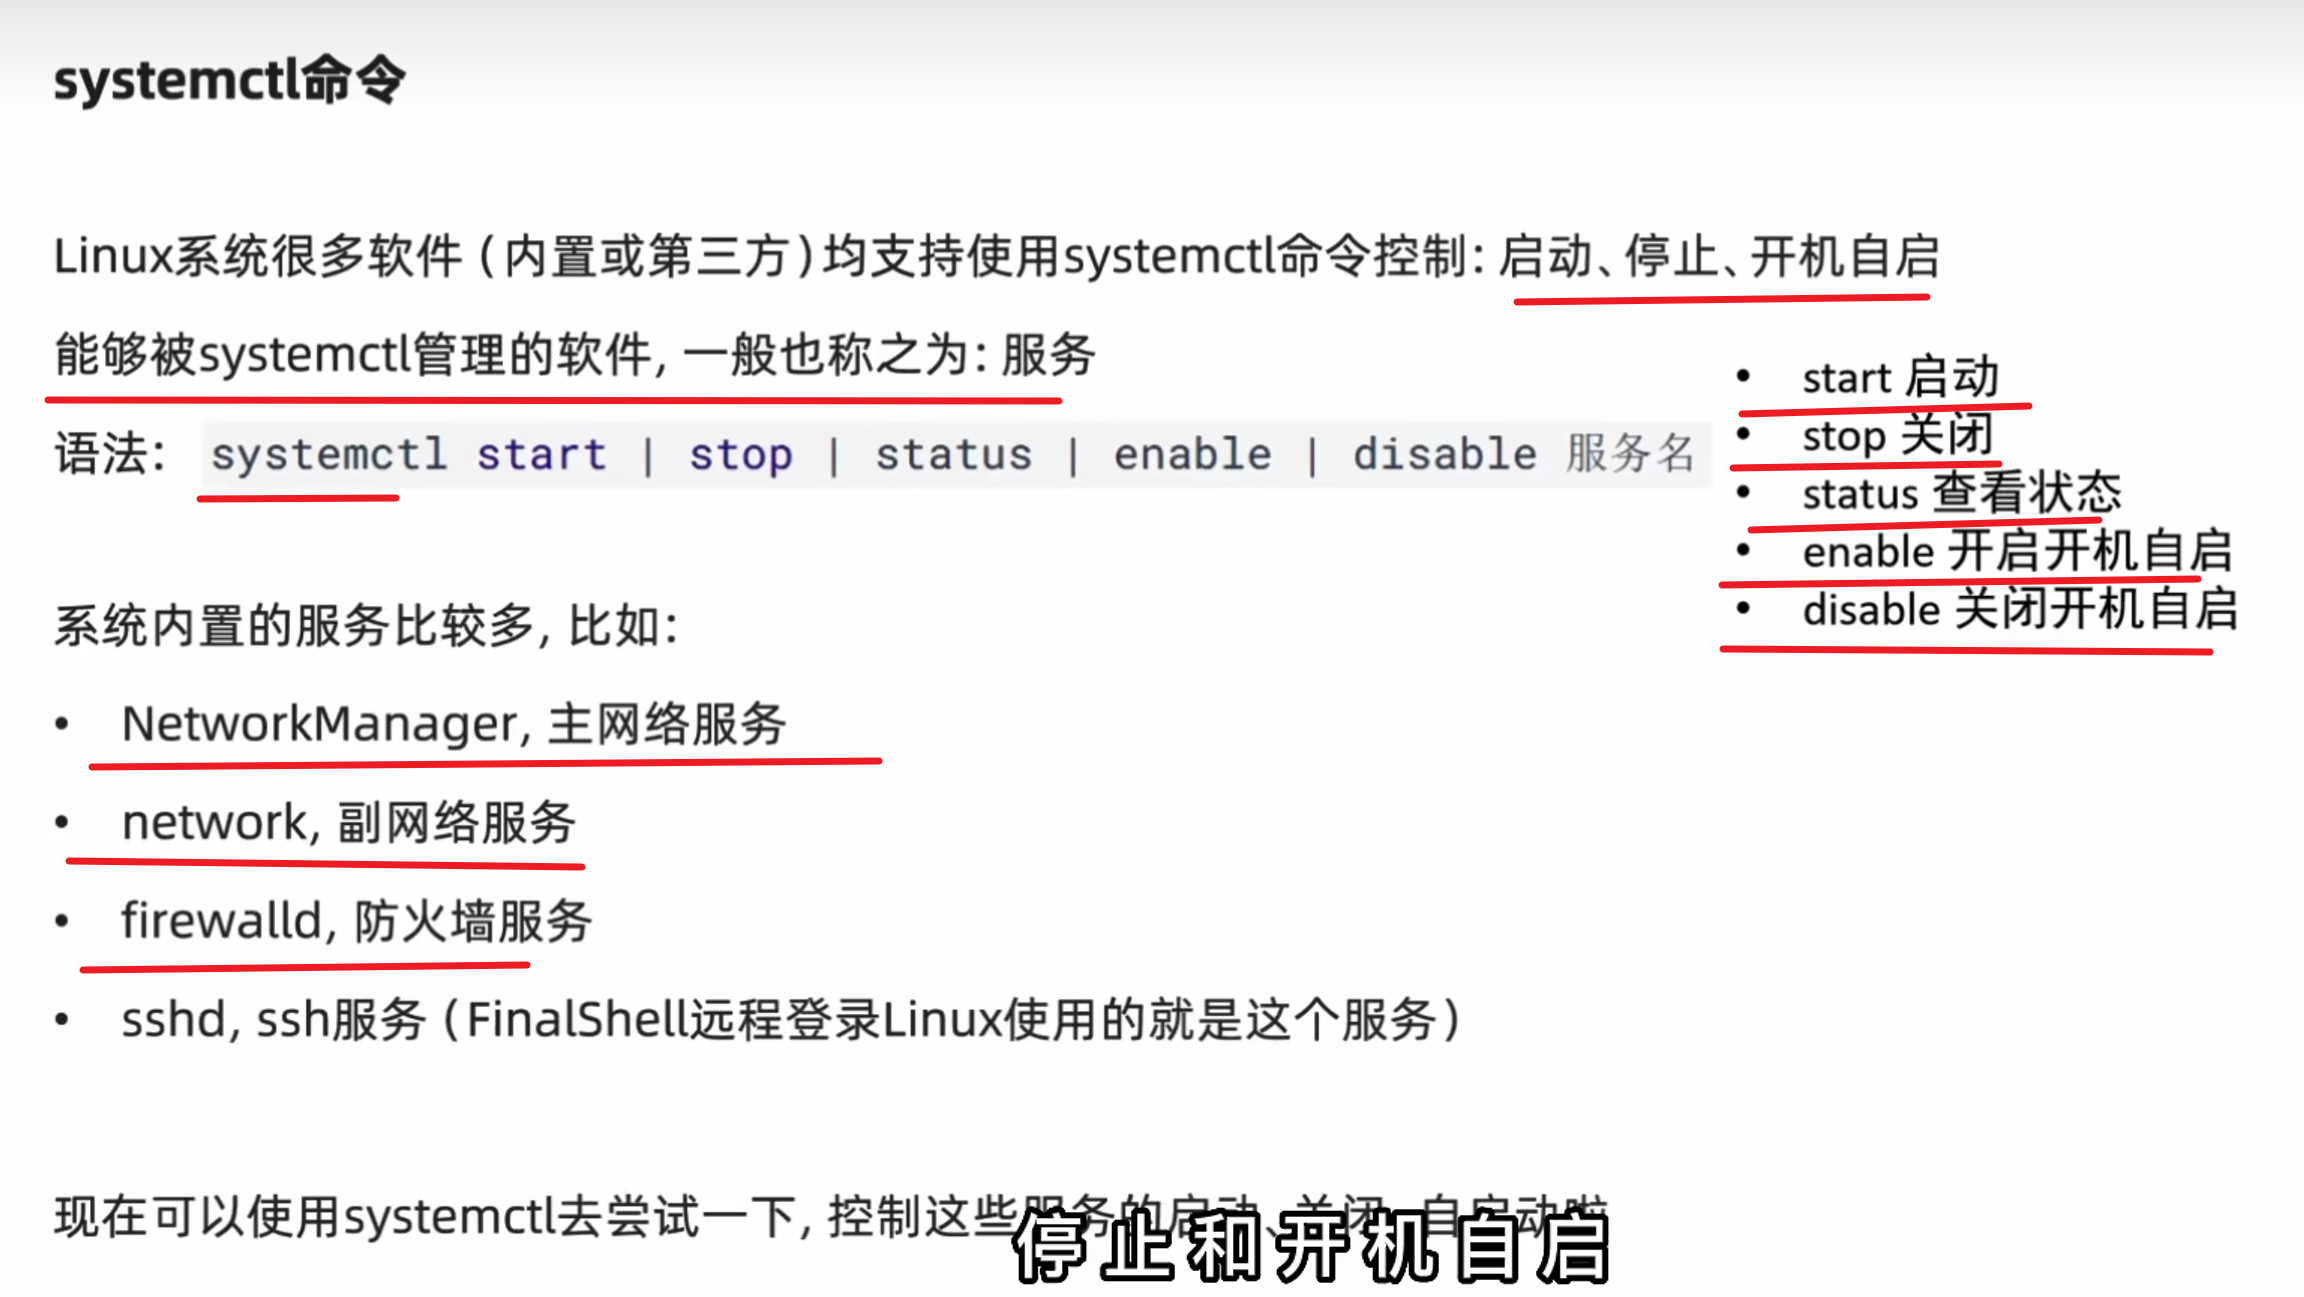 systemctl命令
Linux系统很多软件（内置或第三方）均支持使用systemctl命令控制：启动、停止、开机自启
能够被systemctl管理的软件，一般也称之为：服务
语法： systemctl start | stop | status | enable | disable 服务名
• start 启动
• stop 关闭
• status 查看状态
• enable 开启开机自启
• disable 关闭开机自启
系统内置的服务比较多，比如：
• NetworkManager, 主网络服务
• network, 副网络服务
• firewalld, 防火墙服务
• sshd, ssh服务（FinalShell远程登录Linux使用的就是这个服务）
现在可以使用systemctl去尝试一下，控制这些服务的启动、关闭、自启动啦
停止和开机自启